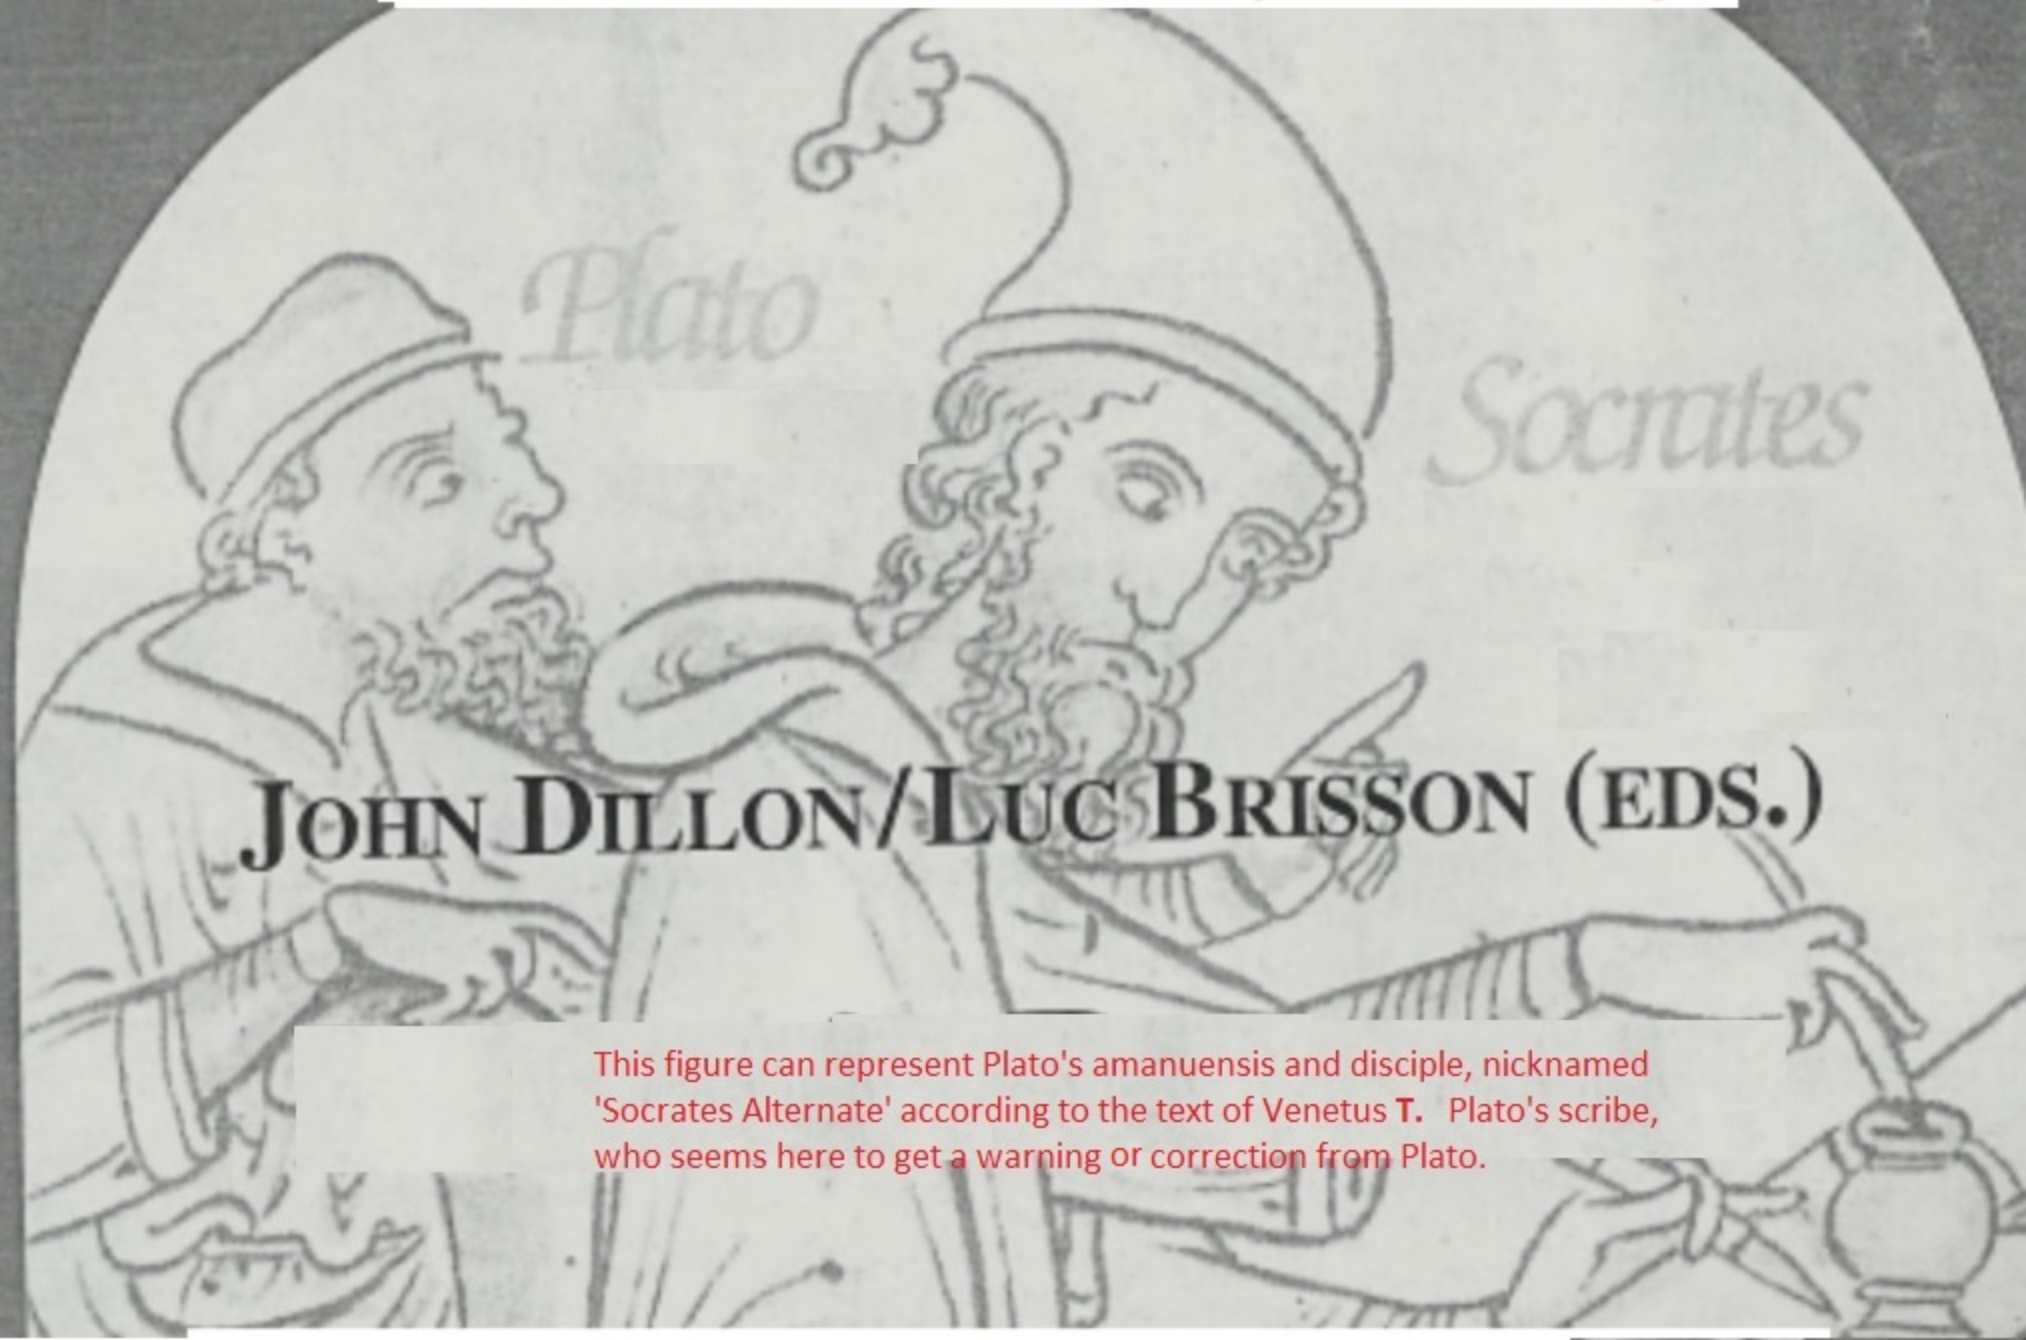 Plato
Socrates
JOHN DILLON/LUC BRISSON (EDS.)
This figure can represent Plato's amanuensis and disciple, nicknamed
'Socrates Alternate' according to the text of Venetus T. Plato's scribe,
who seems here to get a warning or correction from Plato.